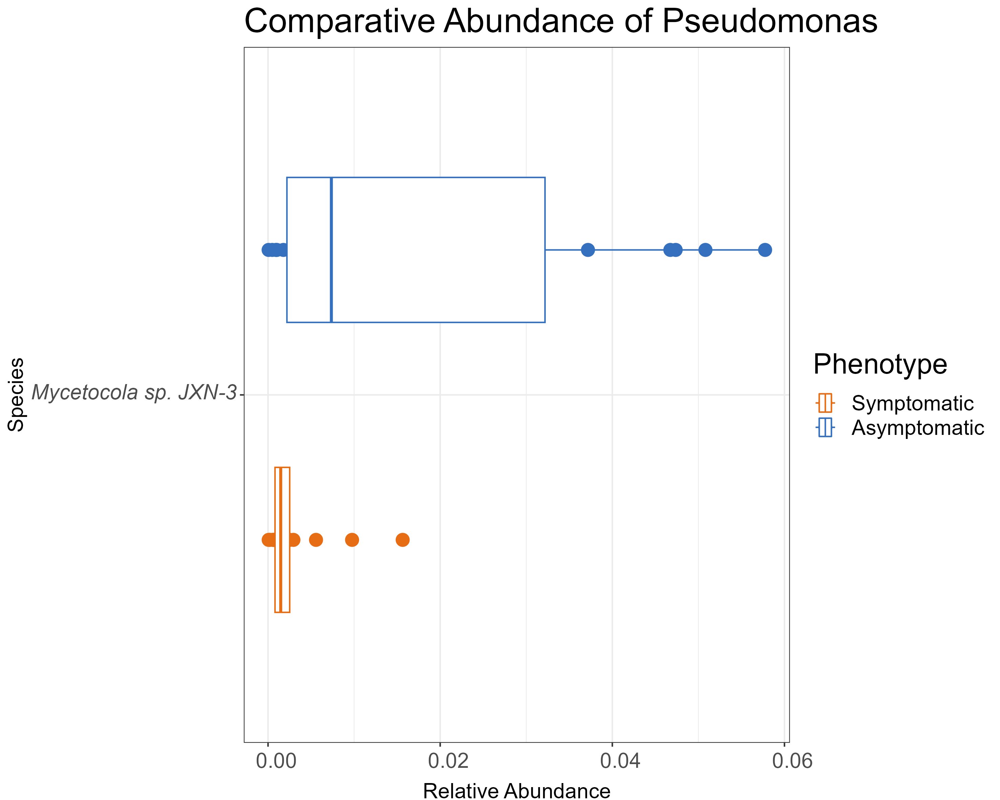 Comparative Abundance of Pseudomonas
Species
Mycetocola sp. JXN-3
Phenotype
Symptomatic
Asymptomatic
0.00 0.02 0.04 0.06
Relative Abundance